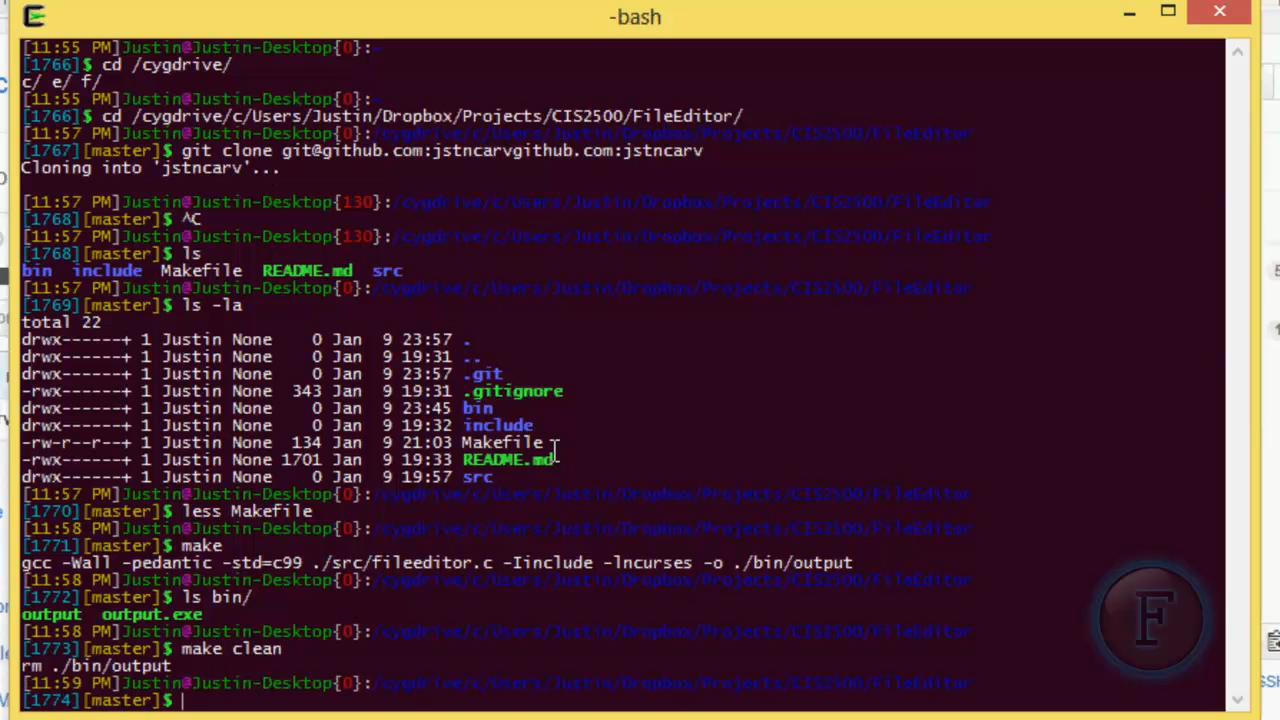 -bash
[11:55 PM]Justin@Justin-Desktop{0}:~
[1766]$ cd /cygdrive/
c/ e/ f/
[11:55 PM]Justin@Justin-Desktop{0}:~
[1766]$ cd /cygdrive/c/Users/Justin/Dropbox/Projects/CIS2500/FileEditor/
[11:57 PM]Justin@Justin-Desktop{0}:/cygdrive/c/Users/Justin/Dropbox/Projects/CIS2500/FileEditor
[1767][master]$ git clone git@github.com:jstncarvgithub.com:jstncarv
Cloning into 'jstncarv'...
[11:57 PM]Justin@Justin-Desktop{130}:/cygdrive/c/Users/Justin/Dropbox/Projects/CIS2500/FileEditor
[1768][master]$ ^C
[11:57 PM]Justin@Justin-Desktop{130}:/cygdrive/c/Users/Justin/Dropbox/Projects/CIS2500/FileEditor
[1768][master]$ ls
bin include Makefile README.md src
[11:57 PM]Justin@Justin-Desktop{0}:/cygdrive/c/Users/Justin/Dropbox/Projects/CIS2500/FileEditor
[1769][master]$ ls -la
total 22
drwx------+ 1 Justin None 0 Jan 9 23:57 .
drwx------+ 1 Justin None 0 Jan 9 19:31 ..
drwx------+ 1 Justin None 0 Jan 9 23:57 .git
-rwx------+ 1 Justin None 343 Jan 9 19:31 .gitignore
drwx------+ 1 Justin None 0 Jan 9 23:45 bin
drwx------+ 1 Justin None 0 Jan 9 19:32 include
-rw-r--r--+ 1 Justin None 134 Jan 9 21:03 Makefile
-rwx------+ 1 Justin None 1701 Jan 9 19:33 README.md
drwx------+ 1 Justin None 0 Jan 9 19:57 src
[11:57 PM]Justin@Justin-Desktop{0}:/cygdrive/c/Users/Justin/Dropbox/Projects/CIS2500/FileEditor
[1770][master]$ less Makefile
[11:58 PM]Justin@Justin-Desktop{0}:/cygdrive/c/Users/Justin/Dropbox/Projects/CIS2500/FileEditor
[1771][master]$ make
gcc -Wall -pedantic -std=c99 ./src/fileeditor.c -Iinclude -lncurses -o ./bin/output
[11:58 PM]Justin@Justin-Desktop{0}:/cygdrive/c/Users/Justin/Dropbox/Projects/CIS2500/FileEditor
[1772][master]$ ls bin/
output output.exe
[11:58 PM]Justin@Justin-Desktop{0}:/cygdrive/c/Users/Justin/Dropbox/Projects/CIS2500/FileEditor
[1773][master]$ make clean
rm ./bin/output
[11:59 PM]Justin@Justin-Desktop{0}:/cygdrive/c/Users/Justin/Dropbox/Projects/CIS2500/FileEditor
[1774][master]$
F